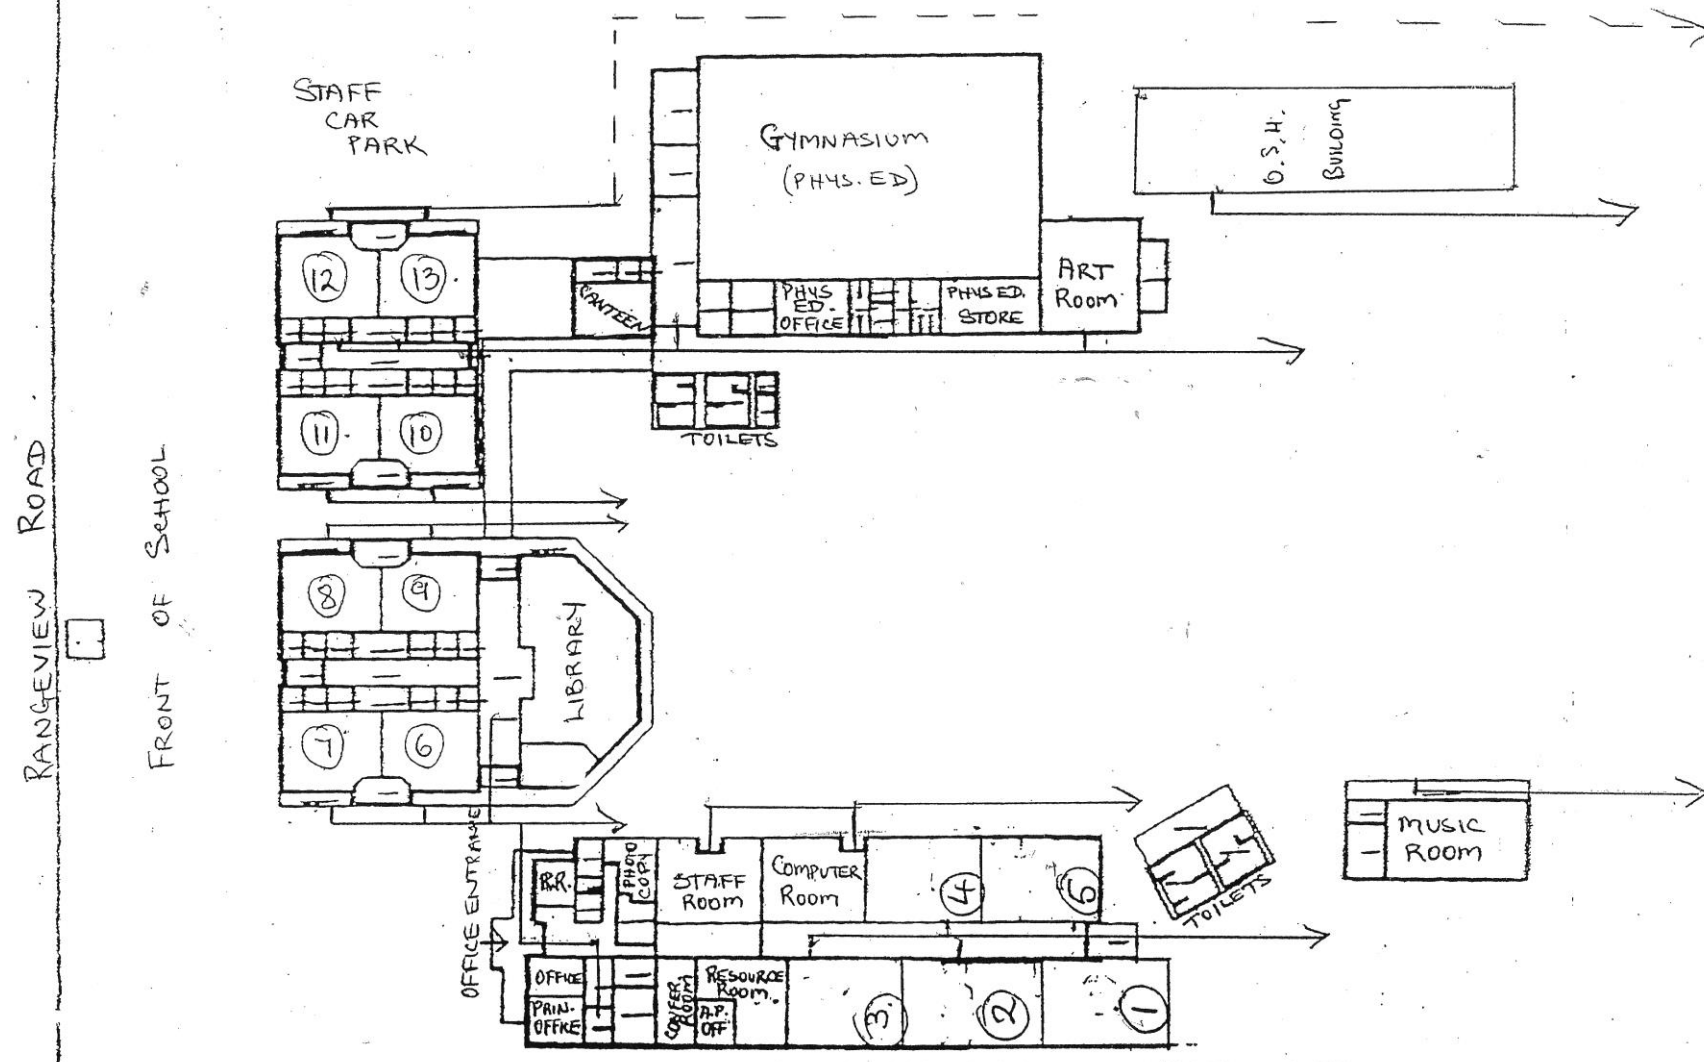 STAFF
CAR
PARK
GYMNASIUM
(PHYS. ED)
O.S.H.
BUILDING
12
13
CANTEEN
PHYS
ED.
OFFICE
PHYS ED.
STORE
ART
ROOM
11
10
TOILETS
RANGEVIEW ROAD
FRONT OF SCHOOL
8
9
LIBRARY
7
6
OFFICE ENTRANCE
R.R.
PHOTO
COPY
STAFF
ROOM
COMPUTER
ROOM
4
5
TOILETS
MUSIC
ROOM
OFFICE
PRIN.
OFFICE
CONFER
ROOM
RESOURCE
ROOM.
A.P.
OFF
3
2
1